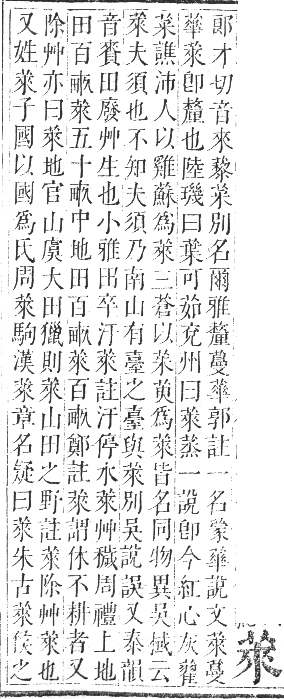 萊
郎才切音來藜萊別名爾雅釐蔓華郭註一名蒙華說文萊蔓
華萊卽釐也陸璣曰葉可茹兖州曰萊蒸一說卽今紅心灰藋
菜譙沛人以雞蘇爲萊三蒼以茱萸爲萊皆名同物異吳棫云
萊夫須也不知夫須乃南山有臺之臺與萊別吳說誤又泰韻
音賚田廢艸生也小雅田卒汙萊註汙停水萊艸穢周禮上地
田百畝萊五十畝中地田百畝萊百畝鄭註萊謂休不耕者又
除艸亦曰萊地官山虞大田獵則萊山田之野註萊除艸萊也
又姓萊子國以國爲氏周萊駒漢萊章名疑曰萊朱古萊侯之